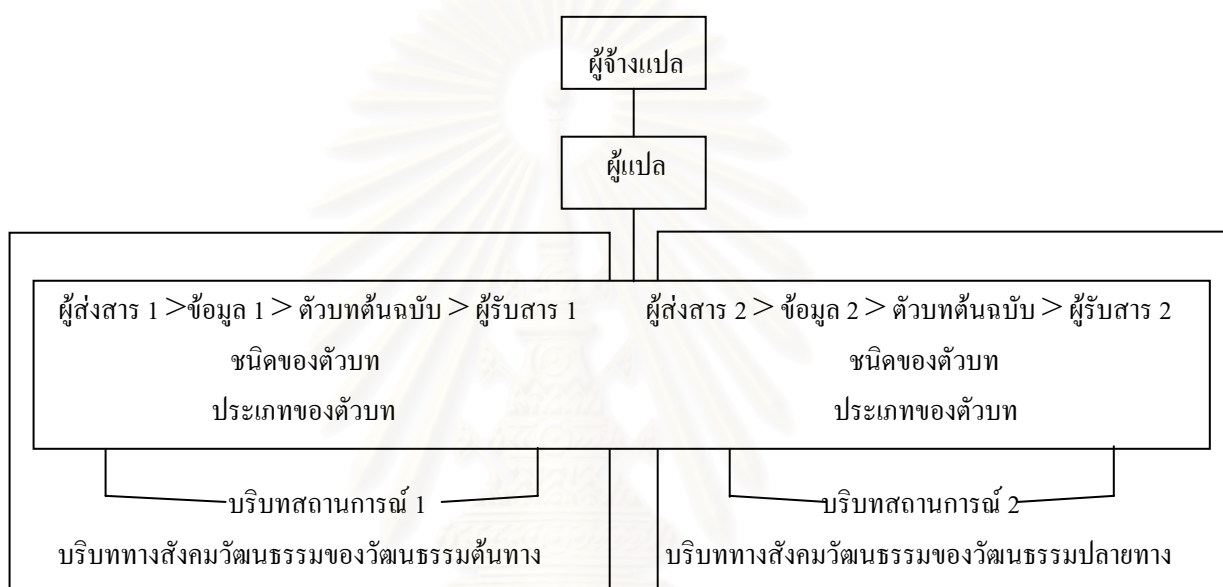 ผู้จ้างแปล
ผู้แปล
ผู้ส่งสาร 1 >ข้อมูล 1 > ตัวบทต้นฉบับ > ผู้รับสาร 1
ชนิดของตัวบท
ประเภทของตัวบท
บริบทสถานการณ์ 1
บริบททางสังคมวัฒนธรรมของวัฒนธรรมต้นทาง
ผู้ส่งสาร 2 > ข้อมูล 2 > ตัวบทต้นฉบับ > ผู้รับสาร 2
ชนิดของตัวบท
ประเภทของตัวบท
บริบทสถานการณ์ 2
บริบททางสังคมวัฒนธรรมของวัฒนธรรมปลายทาง